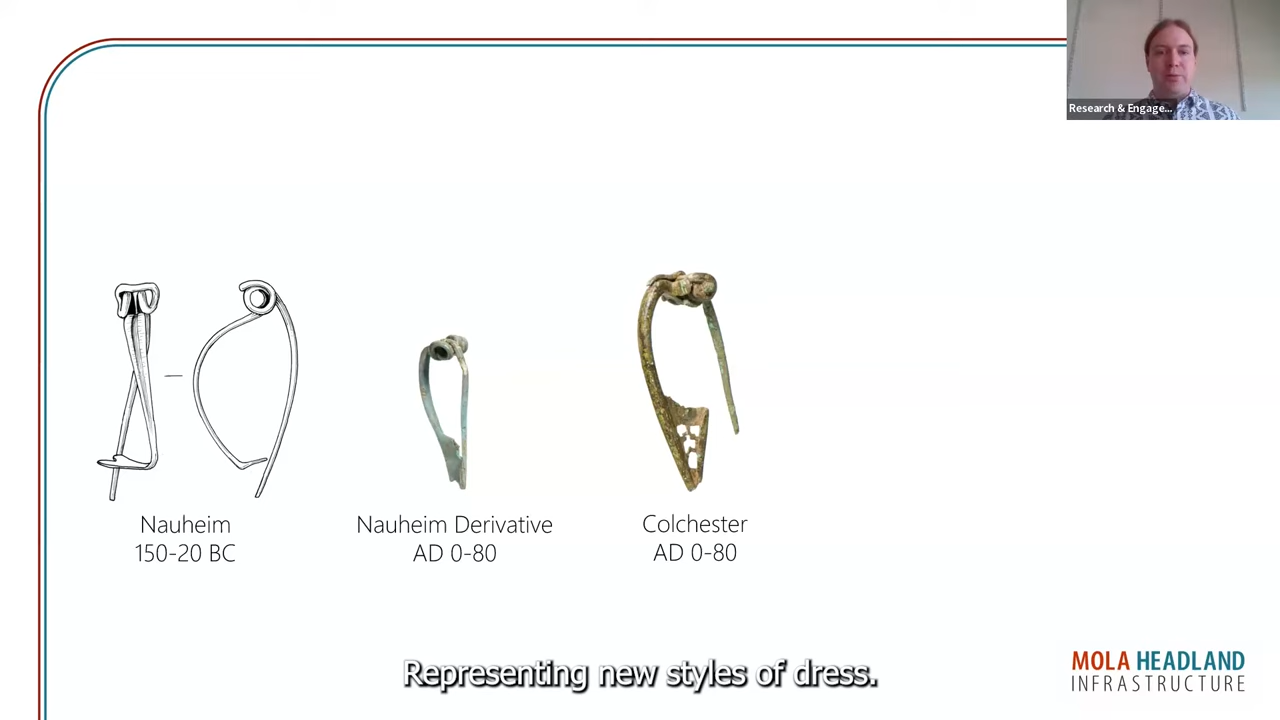 Research & Engage...
Nauheim
150-20 BC
Nauheim Derivative
AD 0-80
Colchester
AD 0-80
Representing new styles of dress.
MOLA HEADLAND
INFRASTRUCTURE